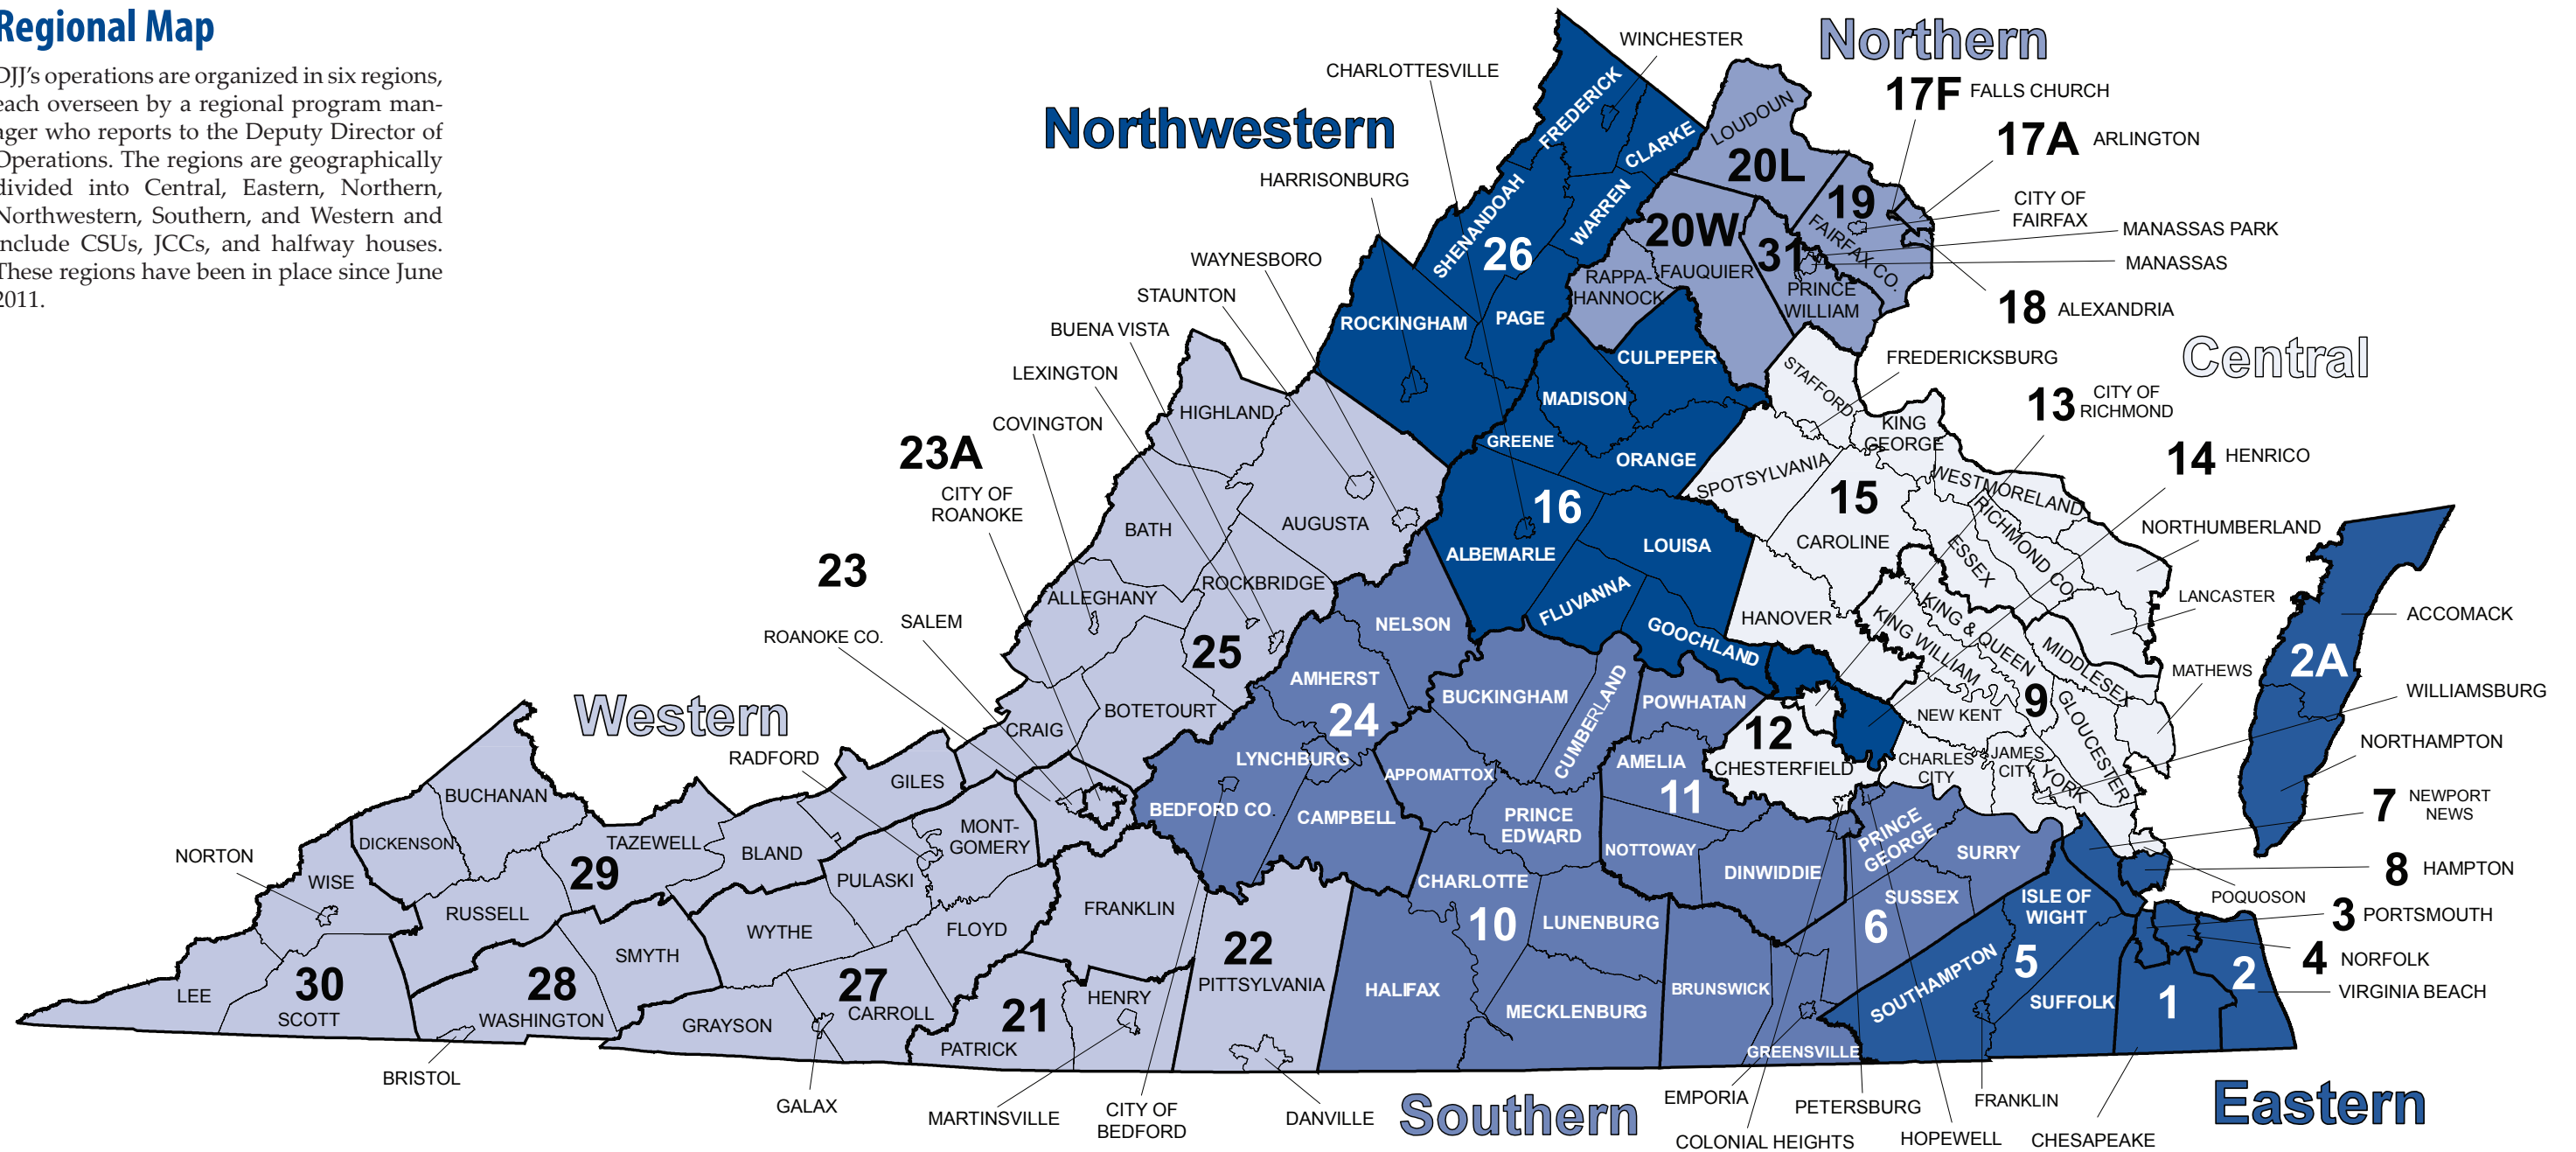 Regional Map
DJJ's operations are organized in six regions,
each overseen by a regional program man-
ager who reports to the Deputy Director of
Operations. The regions are geographically
divided into Central, Eastern, Northern,
Northwestern, Southern, and Western and
include CSUs, JCCs, and halfway houses.
These regions have been in place since June
2011.
Northern
Northwestern
Central
Western
Southern
Eastern
WINCHESTER
CHARLOTTESVILLE
HARRISONBURG
WAYNESBORO
STAUNTON
BUENA VISTA
LEXINGTON
COVINGTON
23A
CITY OF
ROANOKE
23
SALEM
ROANOKE CO.
RADFORD
NORTON
17F FALLS CHURCH
17A ARLINGTON
CITY OF
FAIRFAX
MANASSAS PARK
MANASSAS
18 ALEXANDRIA
FREDERICKSBURG
13 CITY OF
RICHMOND
14 HENRICO
NORTHUMBERLAND
LANCASTER
MATHEWS
ACCOMACK
2A
WILLIAMSBURG
NORTHAMPTON
7 NEWPORT
NEWS
8 HAMPTON
POQUOSON
3 PORTSMOUTH
4 NORFOLK
VIRGINIA BEACH
FREDERICK
CLARKE
SHENANDOAH
WARREN
26
PAGE
ROCKINGHAM
LOUDOUN
20L
19
FAIRFAX CO.
20W
FAUQUIER
RAPPA-
HANNOCK
31
PRINCE
WILLIAM
CULPEPER
MADISON
GREENE
ORANGE
16
ALBEMARLE
LOUISA
FLUVANNA
GOOCHLAND
STAFFORD
KING
GEORGE
SPOTSYLVANIA
15
WESTMORELAND
RICHMOND CO.
ESSEX
CAROLINE
HANOVER
KING & QUEEN
KING WILLIAM
MIDDLESEX
9
NEW KENT
GLOUCESTER
CHARLES
CITY
JAMES
CITY
YORK
12
CHESTERFIELD
HIGHLAND
AUGUSTA
BATH
ROCKBRIDGE
ALLEGHANY
25
BOTETOURT
CRAIG
NELSON
AMHERST
24
LYNCHBURG
BEDFORD CO.
CAMPBELL
APPOMATTOX
BUCKINGHAM
CUMBERLAND
POWHATAN
AMELIA
11
PRINCE
EDWARD
NOTTOWAY
DINWIDDIE
PRINCE
GEORGE
SURRY
SUSSEX
6
CHARLOTTE
10
LUNENBURG
HALIFAX
MECKLENBURG
BRUNSWICK
GREENSVILLE
ISLE OF
WIGHT
SOUTHAMPTON
5
SUFFOLK
1
2
BUCHANAN
DICKENSON
WISE
TAZEWELL
29
RUSSELL
GILES
BLAND
MONT-
GOMERY
PULASKI
FLOYD
WYTHE
SMYTH
LEE
30
SCOTT
28
WASHINGTON
GRAYSON
27
CARROLL
FRANKLIN
21
PATRICK
HENRY
22
PITTSYLVANIA
BRISTOL
GALAX
MARTINSVILLE
CITY OF
BEDFORD
DANVILLE
EMPORIA
COLONIAL HEIGHTS
PETERSBURG
HOPEWELL
FRANKLIN
CHESAPEAKE